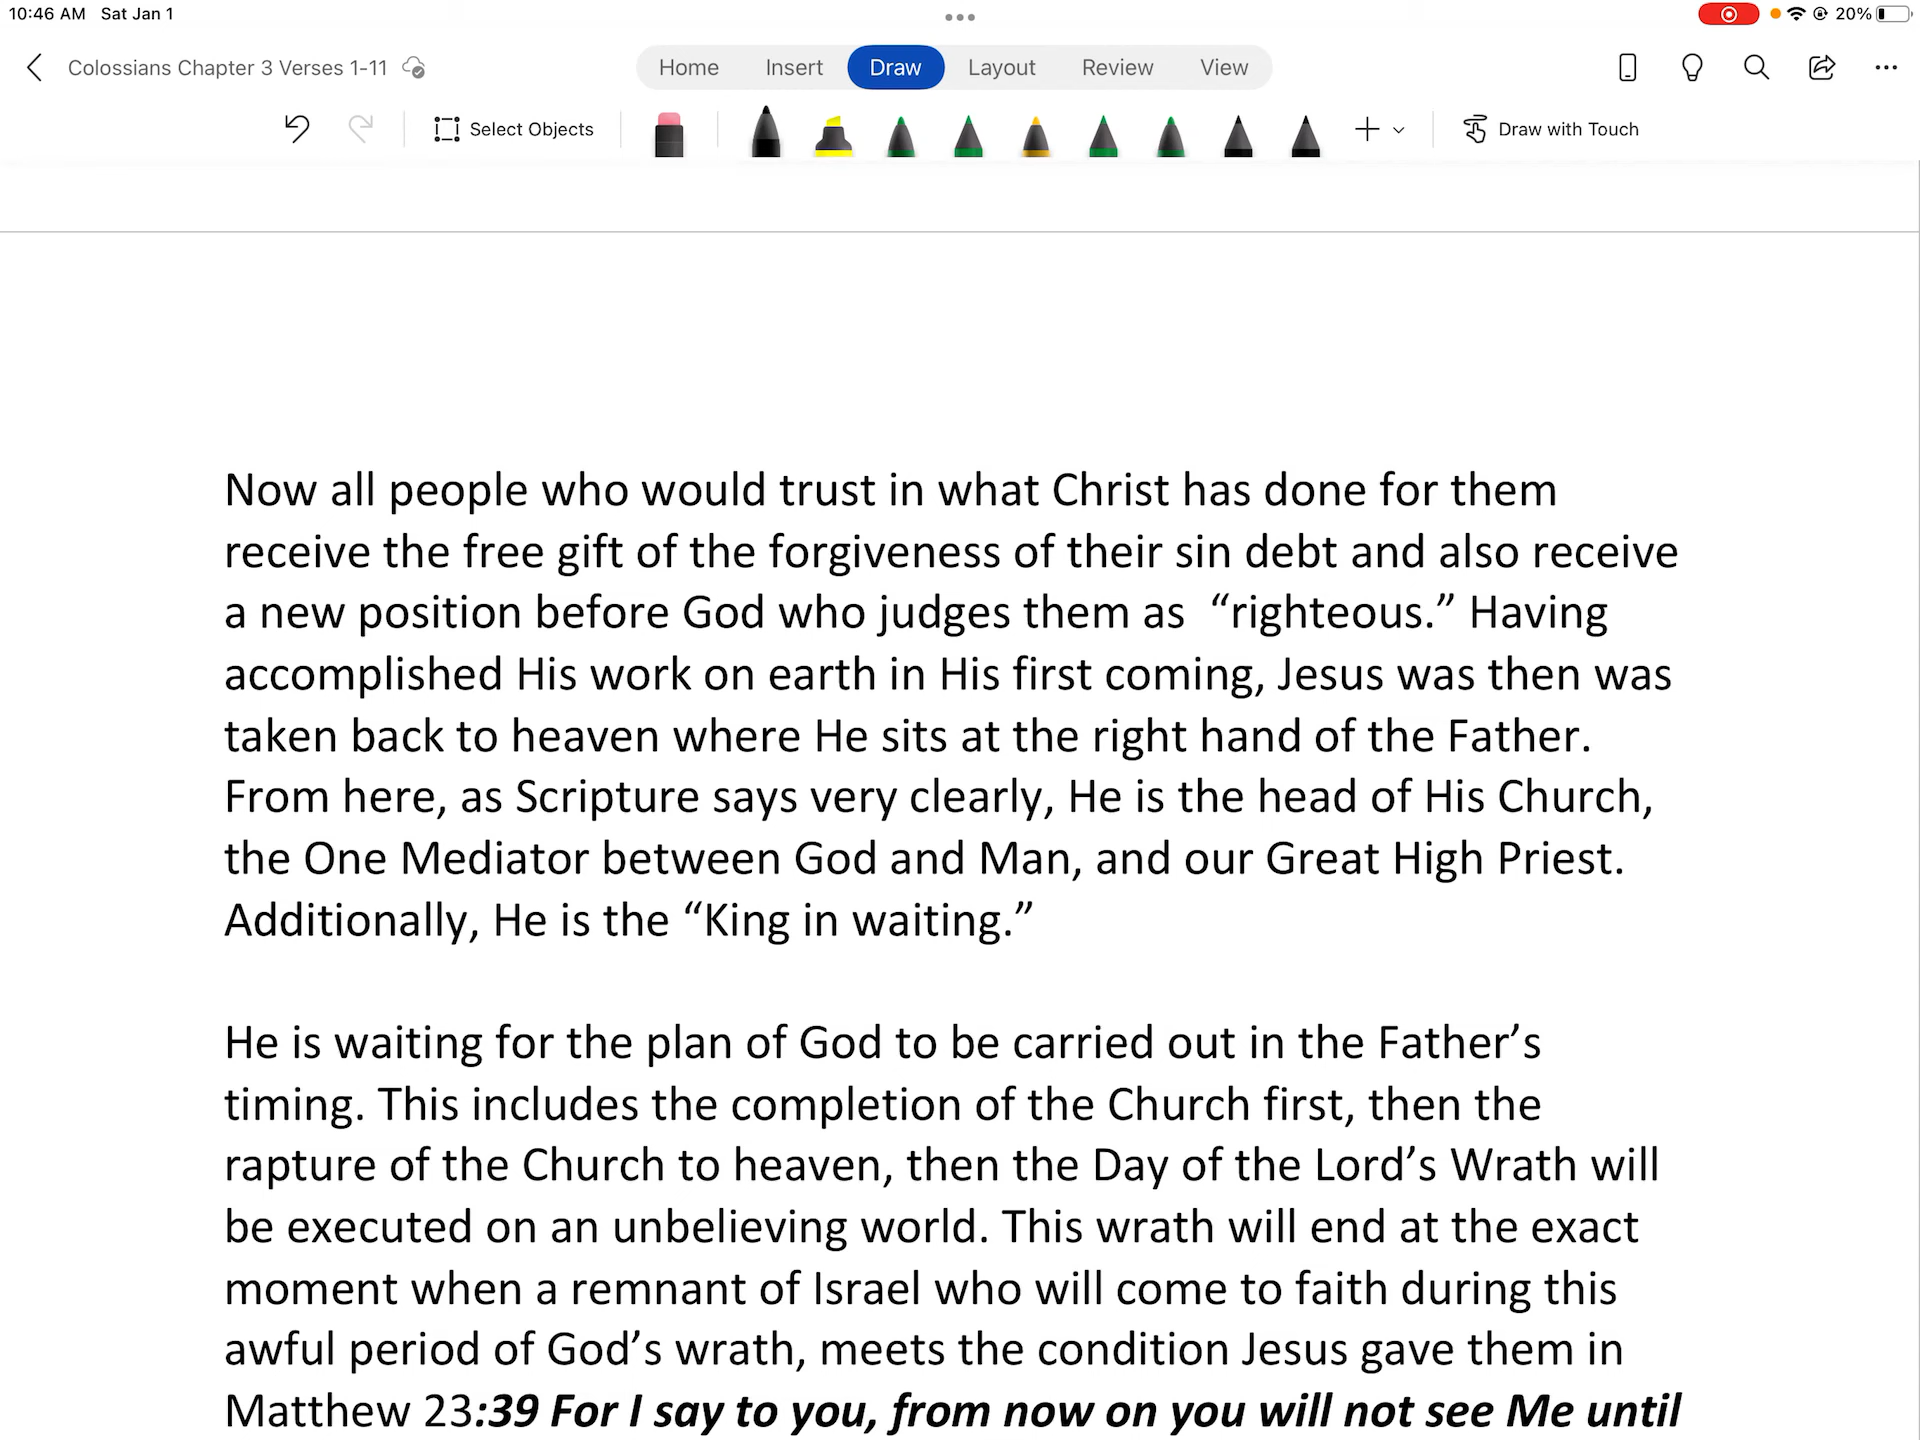 10:46 AM Sat Jan 1
20%
Colossians Chapter 3 Verses 1-11
Home Insert Draw Layout Review View
Select Objects
Draw with Touch
Now all people who would trust in what Christ has done for them
receive the free gift of the forgiveness of their sin debt and also receive
a new position before God who judges them as “righteous.” Having
accomplished His work on earth in His first coming, Jesus was then was
taken back to heaven where He sits at the right hand of the Father.
From here, as Scripture says very clearly, He is the head of His Church,
the One Mediator between God and Man, and our Great High Priest.
Additionally, He is the “King in waiting.”
He is waiting for the plan of God to be carried out in the Father’s
timing. This includes the completion of the Church first, then the
rapture of the Church to heaven, then the Day of the Lord’s Wrath will
be executed on an unbelieving world. This wrath will end at the exact
moment when a remnant of Israel who will come to faith during this
awful period of God’s wrath, meets the condition Jesus gave them in
Matthew 23:39 For I say to you, from now on you will not see Me until